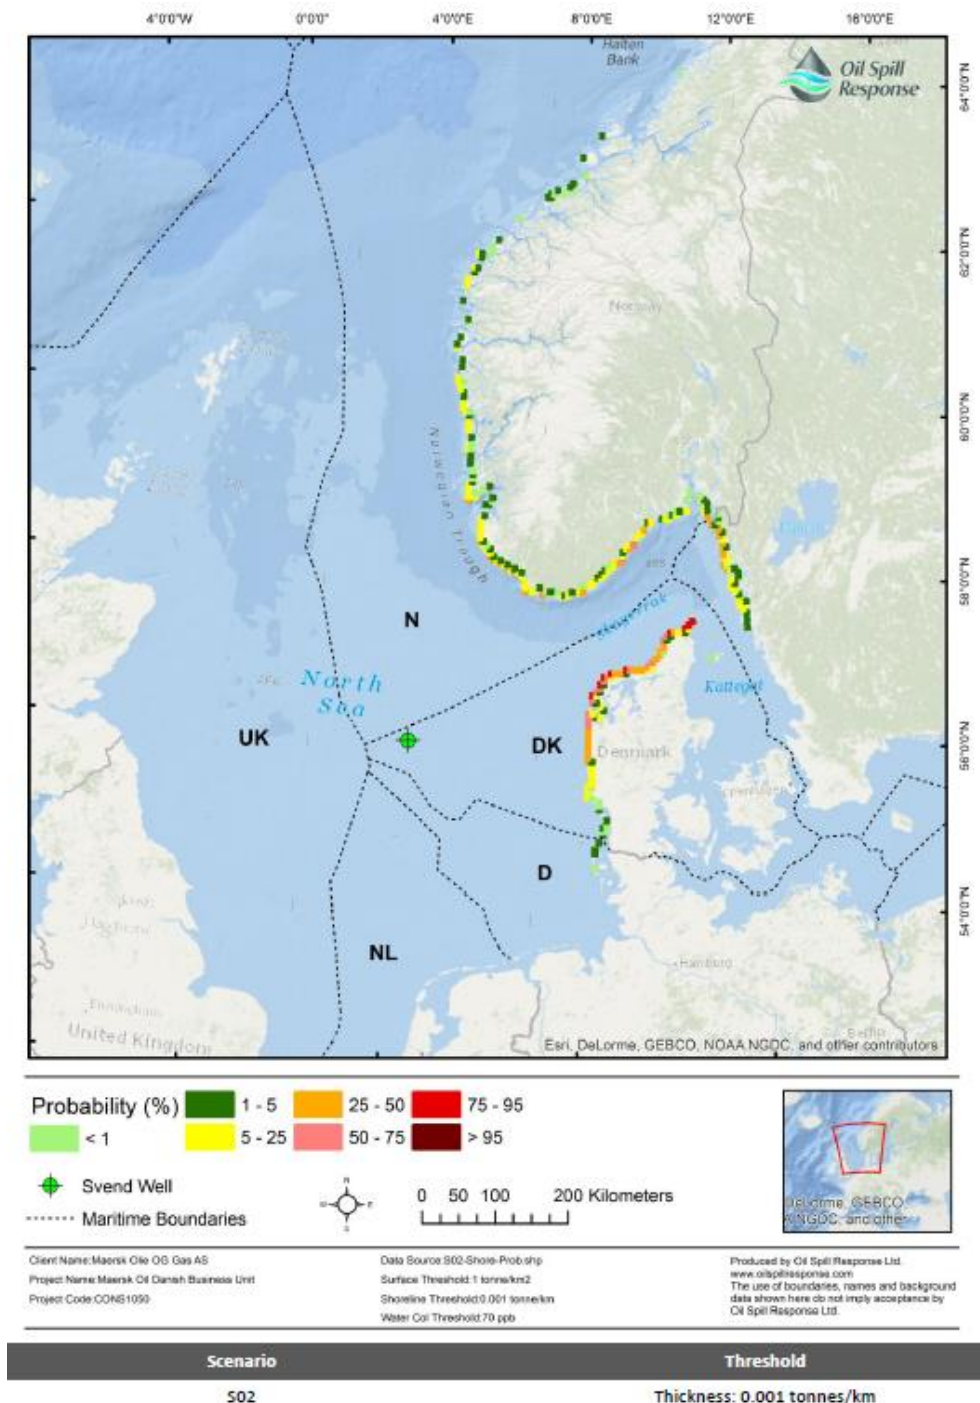 4°0'0"W 0°0'0" 4°0'0"E 8°0'0"E 12°0'0"E 16°0'0"E
Halten
Bank
Oil Spill
Response
64°0'0"N
62°0'0"N
Norway
60°0'0"N
Norwegian Trough
58°0'0"N
N
Skagerrak
North
Sea
Kattegat
UK
DK
Denmark
56°0'0"N
D
54°0'0"N
NL
Hamburg
United Kingdom
Berlin
Esri, DeLorme, GEBCO, NOAA NGDC, and other contributors
Probability (%)
1 - 5
25 - 50
75 - 95
< 1
5 - 25
50 - 75
> 95
Svend Well
Maritime Boundaries
0 50 100 200 Kilometers
DeLorme, GEBCO,
A NGDC, and other
Client Name:Maersk Olie OG Gas AS
Project Name:Maersk Oil Danish Business Unit
Project Code:CONS1050
Data Source:S02-Shore-Prob.shp
Surface Threshold:1 tonne/km2
Shoreline Threshold:0.001 tonne/km
Water Col Threshold:70 ppb
Produced by Oil Spill Response Ltd.
www.oilspillresponse.com
The use of boundaries, names and background
data shown here do not imply acceptance by
Oil Spill Response Ltd.
Scenario Threshold
S02 Thickness: 0.001 tonnes/km